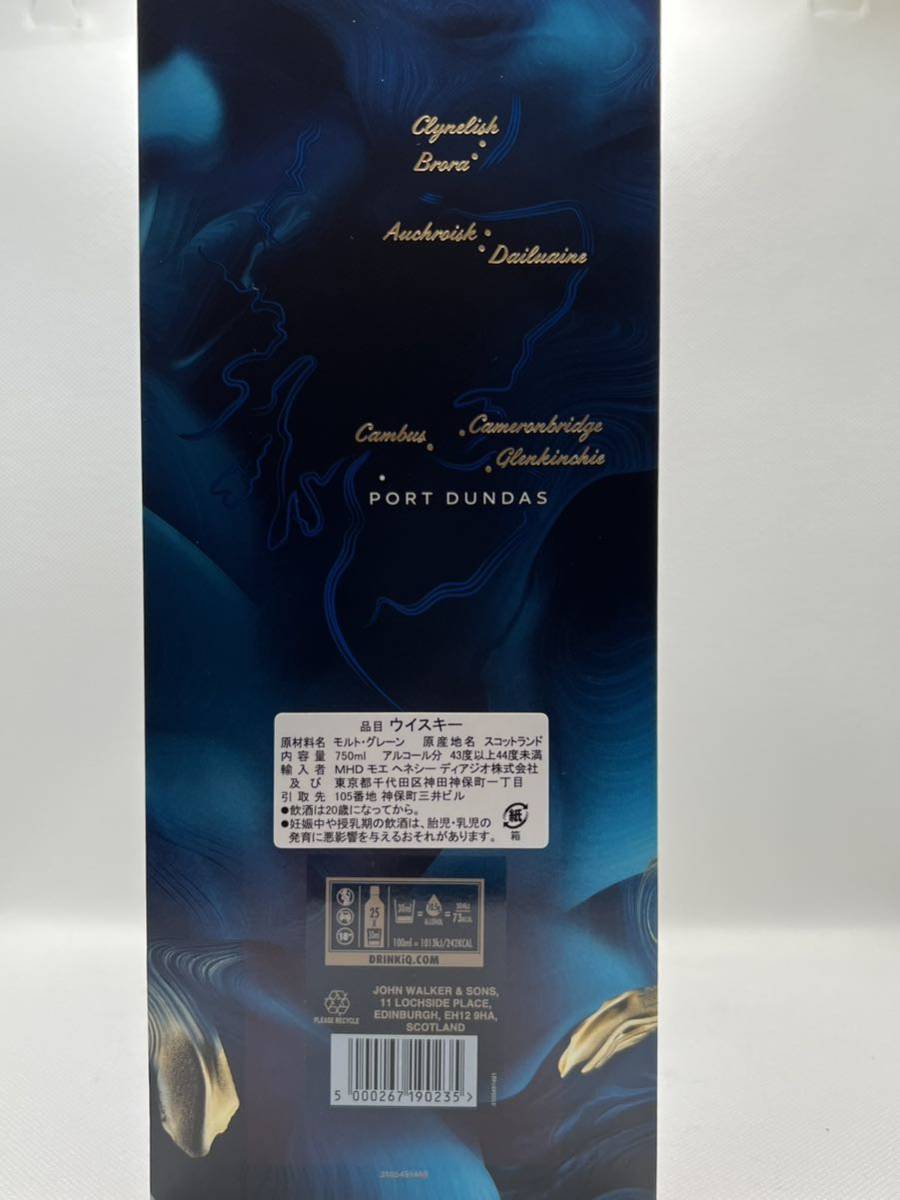 Clynelish
Brora
Auchroisk
Dailuaine
Cambus
Cameronbridge
Glenkinchie
PORT DUNDAS
品目 ウイスキー
原材料名 モルト・グレーン 原産地名 スコットランド
内容量 750ml アルコール分 43度以上44度未満
輸入者 MHD モエ ヘネシー ディアジオ株式会社
及び 東京都千代田区神田神保町一丁目
引取先 105番地 神保町三井ビル
●飲酒は20歳になってから。
●妊娠中や授乳期の飲酒は、胎児・乳児の
発育に悪影響を与えるおそれがあります。
紙
箱
25
30ml
18+
ALCOHOL
73KCAL
100ml = 1013kJ/242KCAL
DRINKiQ.COM
PLEASE RECYCLE
JOHN WALKER & SONS,
11 LOCHSIDE PLACE,
EDINBURGH, EH12 9HA,
SCOTLAND
5 000267 190235 >